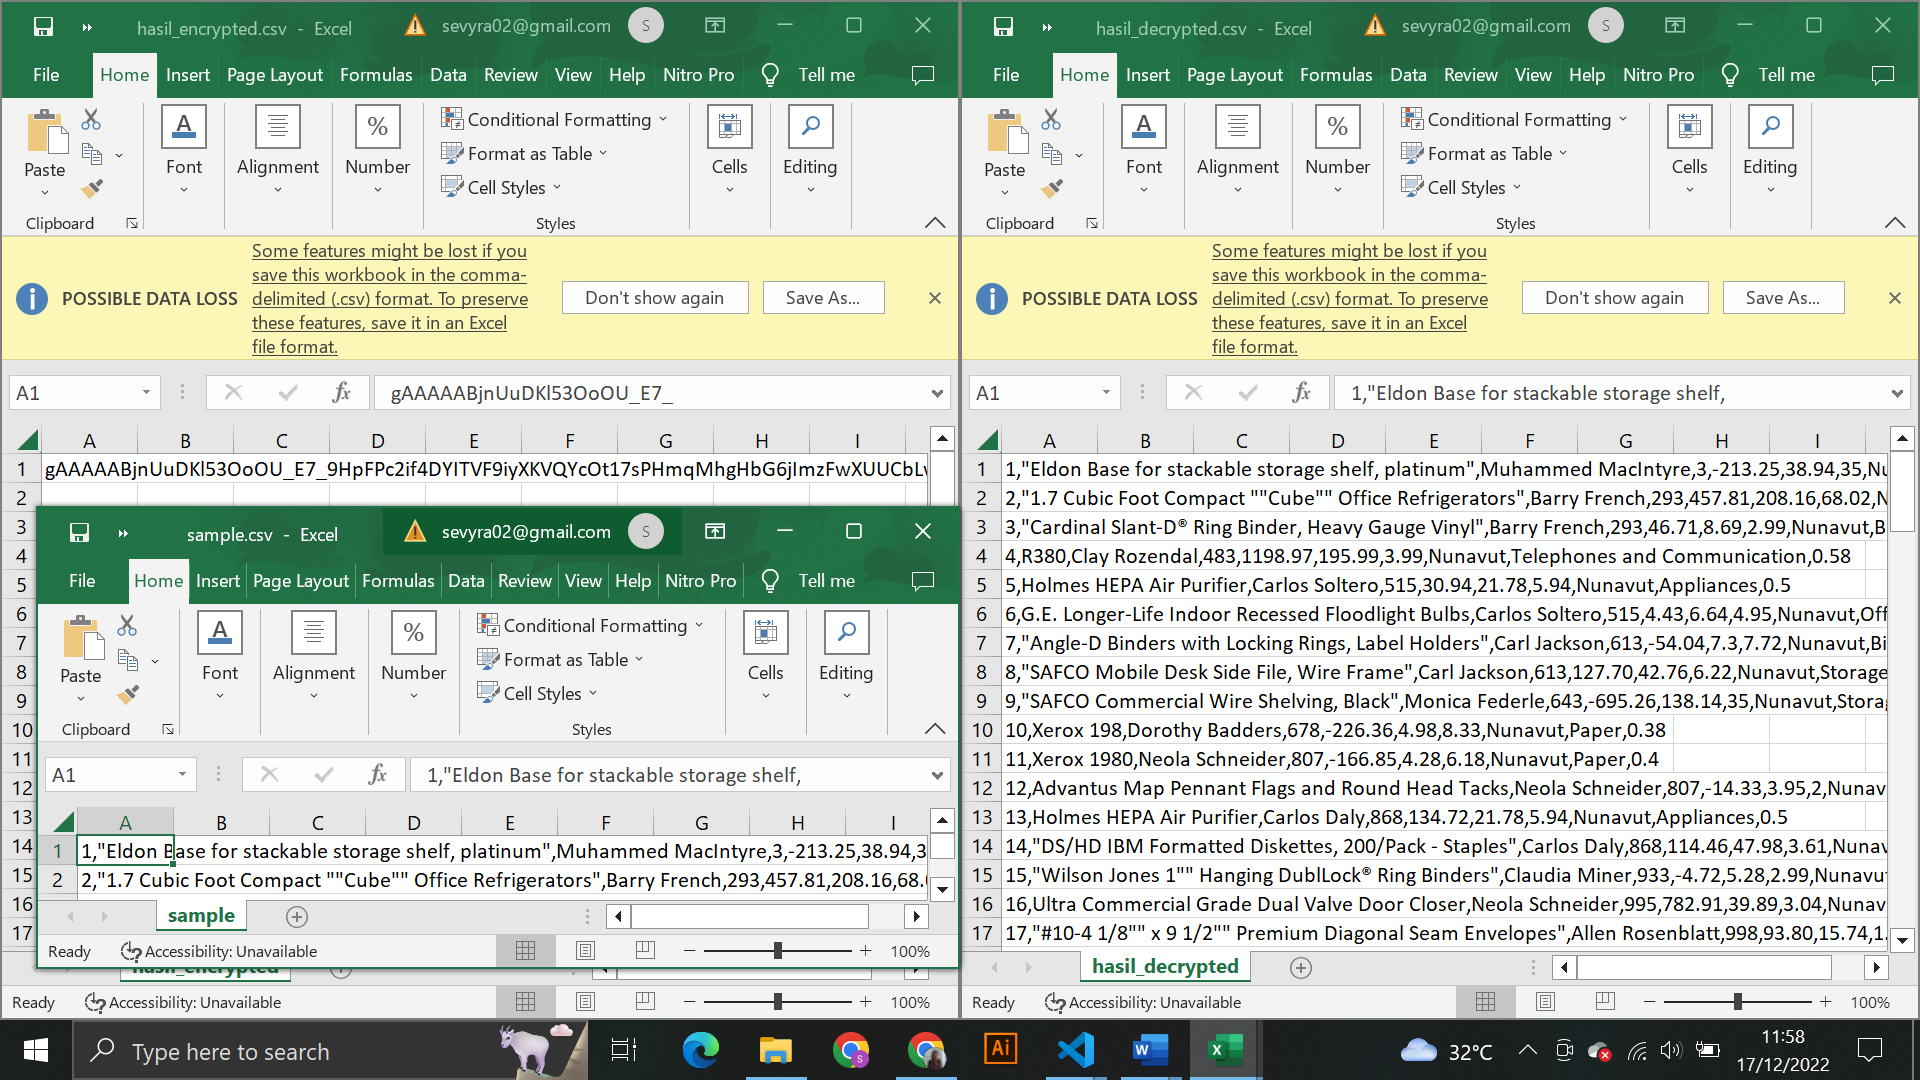 hasil_encrypted.csv - Excel
sevyra02@gmail.com
S
File Home Insert Page Layout Formulas Data Review View Help Nitro Pro Tell me
Paste
Font
Alignment
%
Number
Conditional Formatting
Format as Table
Cell Styles
Cells
Editing
Clipboard
Styles
POSSIBLE DATA LOSS
Some features might be lost if you
save this workbook in the comma-
delimited (.csv) format. To preserve
these features, save it in an Excel
file format.
Don't show again
Save As...
A1
fx
gAAAAABjnUuDKl53OoOU_E7_
A B C D E F G H I
1
2
3
4
5
6
7
8
9
10
11
12
13
14
15
16
17
sample.csv - Excel
sevyra02@gmail.com
S
File Home Insert Page Layout Formulas Data Review View Help Nitro Pro Tell me
Paste
Font
Alignment
%
Number
Conditional Formatting
Format as Table
Cell Styles
Cells
Editing
Clipboard
Styles
A1
fx
1,"Eldon Base for stackable storage shelf,
A B C D E F G H I
1 1,"Eldon Base for stackable storage shelf, platinum",Muhammed MacIntyre,3,-213.25,38.94,3
2 2,"1.7 Cubic Foot Compact ""Cube"" Office Refrigerators",Barry French,293,457.81,208.16,68.
sample
Ready
Accessibility: Unavailable
100%
hasil_encrypted
Ready
Accessibility: Unavailable
100%
hasil_decrypted.csv - Excel
sevyra02@gmail.com
S
File Home Insert Page Layout Formulas Data Review View Help Nitro Pro Tell me
Paste
Font
Alignment
%
Number
Conditional Formatting
Format as Table
Cell Styles
Cells
Editing
Clipboard
Styles
POSSIBLE DATA LOSS
Some features might be lost if you
save this workbook in the comma-
delimited (.csv) format. To preserve
these features, save it in an Excel
file format.
Don't show again
Save As...
A1
fx
1,"Eldon Base for stackable storage shelf,
A B C D E F G H I
1 1,"Eldon Base for stackable storage shelf, platinum",Muhammed MacIntyre,3,-213.25,38.94,35,Nu
2 2,"1.7 Cubic Foot Compact ""Cube"" Office Refrigerators",Barry French,293,457.81,208.16,68.02,N
3 3,"Cardinal Slant-D® Ring Binder, Heavy Gauge Vinyl",Barry French,293,46.71,8.69,2.99,Nunavut,B
4 4,R380,Clay Rozendal,483,1198.97,195.99,3.99,Nunavut,Telephones and Communication,0.58
5 5,Holmes HEPA Air Purifier,Carlos Soltero,515,30.94,21.78,5.94,Nunavut,Appliances,0.5
6 6,G.E. Longer-Life Indoor Recessed Floodlight Bulbs,Carlos Soltero,515,4.43,6.64,4.95,Nunavut,Off
7 7,"Angle-D Binders with Locking Rings, Label Holders",Carl Jackson,613,-54.04,7.3,7.72,Nunavut,Bi
8 8,"SAFCO Mobile Desk Side File, Wire Frame",Carl Jackson,613,127.70,42.76,6.22,Nunavut,Storage
9 9,"SAFCO Commercial Wire Shelving, Black",Monica Federle,643,-695.26,138.14,35,Nunavut,Storag
10 10,Xerox 198,Dorothy Badders,678,-226.36,4.98,8.33,Nunavut,Paper,0.38
11 11,Xerox 1980,Neola Schneider,807,-166.85,4.28,6.18,Nunavut,Paper,0.4
12 12,Advantus Map Pennant Flags and Round Head Tacks,Neola Schneider,807,-14.33,3.95,2,Nunav
13 13,Holmes HEPA Air Purifier,Carlos Daly,868,134.72,21.78,5.94,Nunavut,Appliances,0.5
14 14,"DS/HD IBM Formatted Diskettes, 200/Pack - Staples",Carlos Daly,868,114.46,47.98,3.61,Nunav
15 15,"Wilson Jones 1"" Hanging DublLock® Ring Binders",Claudia Miner,933,-4.72,5.28,2.99,Nunavut
16 16,Ultra Commercial Grade Dual Valve Door Closer,Neola Schneider,995,782.91,39.89,3.04,Nunav
17 17,"#10-4 1/8"" x 9 1/2"" Premium Diagonal Seam Envelopes",Allen Rosenblatt,998,93.80,15.74,1.
hasil_decrypted
Ready
Accessibility: Unavailable
100%
Type here to search
Ai
32°C
11:58
17/12/2022